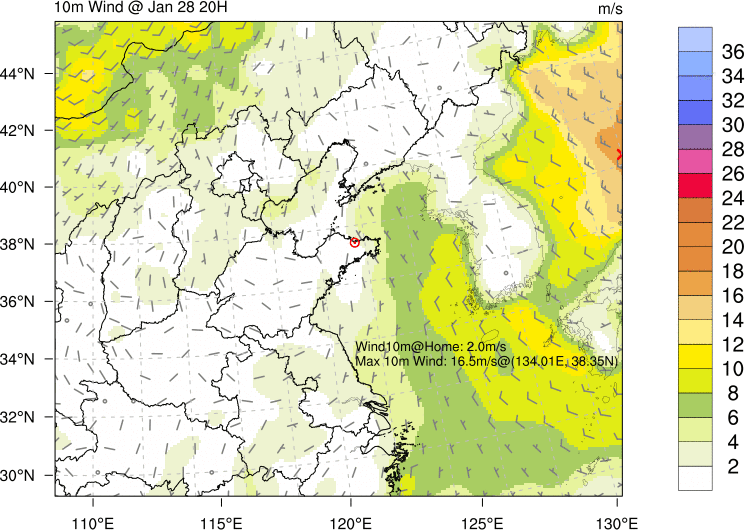 10m Wind @ Jan 28 20H
m/s
44°N
42°N
40°N
38°N
36°N
34°N
32°N
30°N
Wind10m@Home: 2.0m/s
Max 10m Wind: 16.5m/s@(134.01E, 38.35N)
110°E
115°E
120°E
125°E
130°E
36
34
32
30
28
26
24
22
20
18
16
14
12
10
8
6
4
2